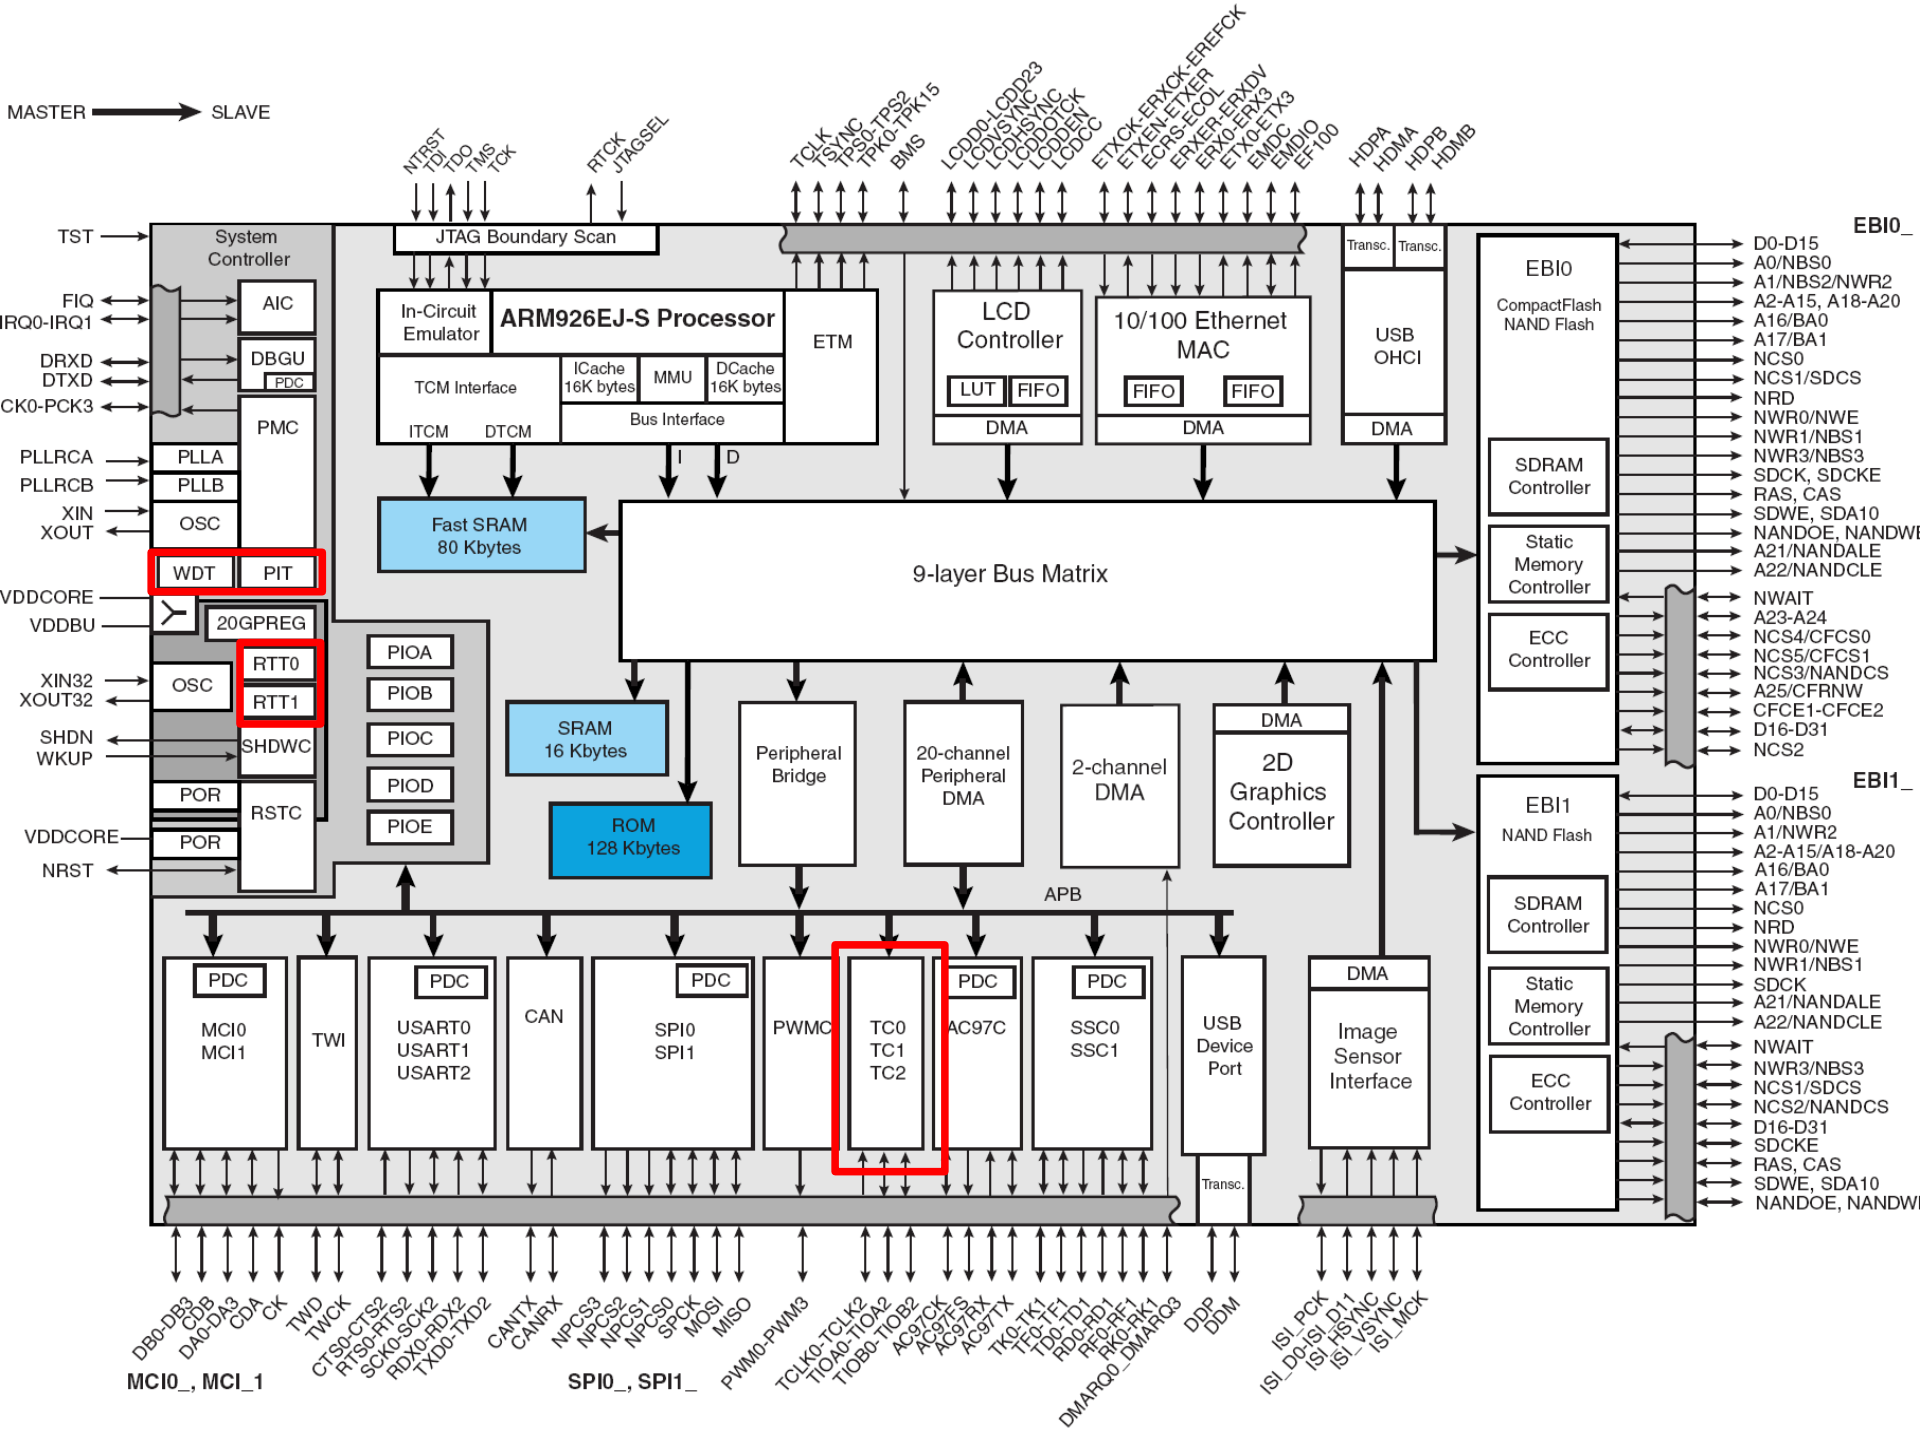 MASTER
SLAVE
NTRST
TDI
TDO
TMS
TCK
RTCK
JTAGSEL
TCLK
TSYNC
TPS0-TPS2
TPK0-TPK15
BMS
LCDD0-LCDD23
LCDVSYNC
LCDHSYNC
LCDDOTCK
LCDDEN
LCDCC
ETXCK-ERXCK-EREFCK
ETXEN-ETXER
ECRS-ECOL
ERXER-ERXDV
ERX0-ERX3
ETX0-ETX3
EMDC
EMDIO
EF100
HDPA
HDMA
HDPB
HDMB
TST
FIQ
IRQ0-IRQ1
DRXD
DTXD
CK0-PCK3
PLLRCA
PLLRCB
XIN
XOUT
VDDCORE
VDDBU
XIN32
XOUT32
SHDN
WKUP
VDDCORE
NRST
System
Controller
AIC
DBGU
PDC
PMC
PLLA
PLLB
OSC
WDT
PIT
20GPREG
RTT0
OSC
RTT1
SHDWC
POR
RSTC
POR
PIOA
PIOB
PIOC
PIOD
PIOE
JTAG Boundary Scan
In-Circuit
Emulator
ARM926EJ-S Processor
ETM
TCM Interface
ICache
16K bytes
MMU
DCache
16K bytes
Bus Interface
ITCM
DTCM
I
D
LCD
Controller
LUT
FIFO
DMA
10/100 Ethernet
MAC
FIFO
FIFO
DMA
Transc.
Transc.
USB
OHCI
DMA
Fast SRAM
80 Kbytes
9-layer Bus Matrix
SRAM
16 Kbytes
ROM
128 Kbytes
Peripheral
Bridge
20-channel
Peripheral
DMA
2-channel
DMA
DMA
2D
Graphics
Controller
APB
PDC
MCI0
MCI1
TWI
PDC
USART0
USART1
USART2
CAN
PDC
SPI0
SPI1
PWMC
TC0
TC1
TC2
PDC
AC97C
PDC
SSC0
SSC1
USB
Device
Port
Transc.
DMA
Image
Sensor
Interface
EBI0
CompactFlash
NAND Flash
SDRAM
Controller
Static
Memory
Controller
ECC
Controller
EBI1
NAND Flash
SDRAM
Controller
Static
Memory
Controller
ECC
Controller
EBI0_
D0-D15
A0/NBS0
A1/NBS2/NWR2
A2-A15, A18-A20
A16/BA0
A17/BA1
NCS0
NCS1/SDCS
NRD
NWR0/NWE
NWR1/NBS1
NWR3/NBS3
SDCK, SDCKE
RAS, CAS
SDWE, SDA10
NANDOE, NANDWE
A21/NANDALE
A22/NANDCLE
NWAIT
A23-A24
NCS4/CFCS0
NCS5/CFCS1
NCS3/NANDCS
A25/CFRNW
CFCE1-CFCE2
D16-D31
NCS2
EBI1_
D0-D15
A0/NBS0
A1/NWR2
A2-A15/A18-A20
A16/BA0
A17/BA1
NCS0
NRD
NWR0/NWE
NWR1/NBS1
SDCK
A21/NANDALE
A22/NANDCLE
NWAIT
NWR3/NBS3
NCS1/SDCS
NCS2/NANDCS
D16-D31
SDCKE
RAS, CAS
SDWE, SDA10
NANDOE, NANDWE
DB0-DB3
CDB
DA0-DA3
CDA
CK
TWD
TWCK
CTS0-CTS2
RTS0-RTS2
SCK0-SCK2
RDX0-RDX2
TXD0-TXD2
CANTX
CANRX
NPCS3
NPCS2
NPCS1
NPCS0
SPCK
MOSI
MISO
PWM0-PWM3
TCLK0-TCLK2
TIOA0-TIOA2
TIOB0-TIOB2
AC97CK
AC97FS
AC97RX
AC97TX
TK0-TK1
TF0-TF1
TD0-TD1
RD0-RD1
RF0-RF1
RK0-RK1
DMARQ0_DMARQ3
DDP
DDM
ISI_PCK
ISI_D0-ISI_D11
ISI_HSYNC
ISI_VSYNC
ISI_MCK
MCI0_, MCI_1
SPI0_, SPI1_